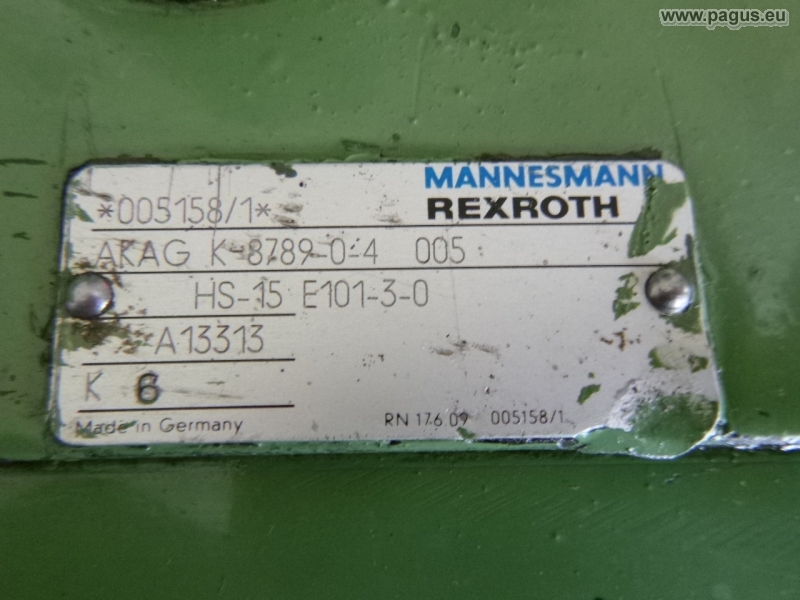 www.pagus.eu
MANNESMANN
REXROTH
*005158/1*
AKAG K-8789-0-4 005
HS-15 E101-3-0
A13313
K 6
Made in Germany RN 176.09 005158/1